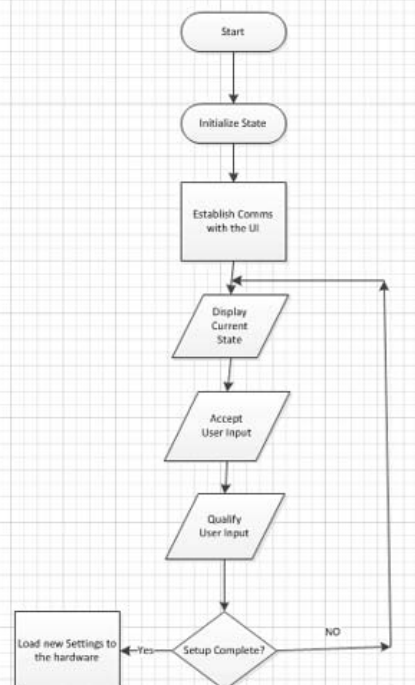 Start
Initialize State
Establish Comms
with the UI
Display
Current
State
Accept
User Input
Qualify
User Input
Setup Complete?
NO
Yes
Load new Settings to
the hardware